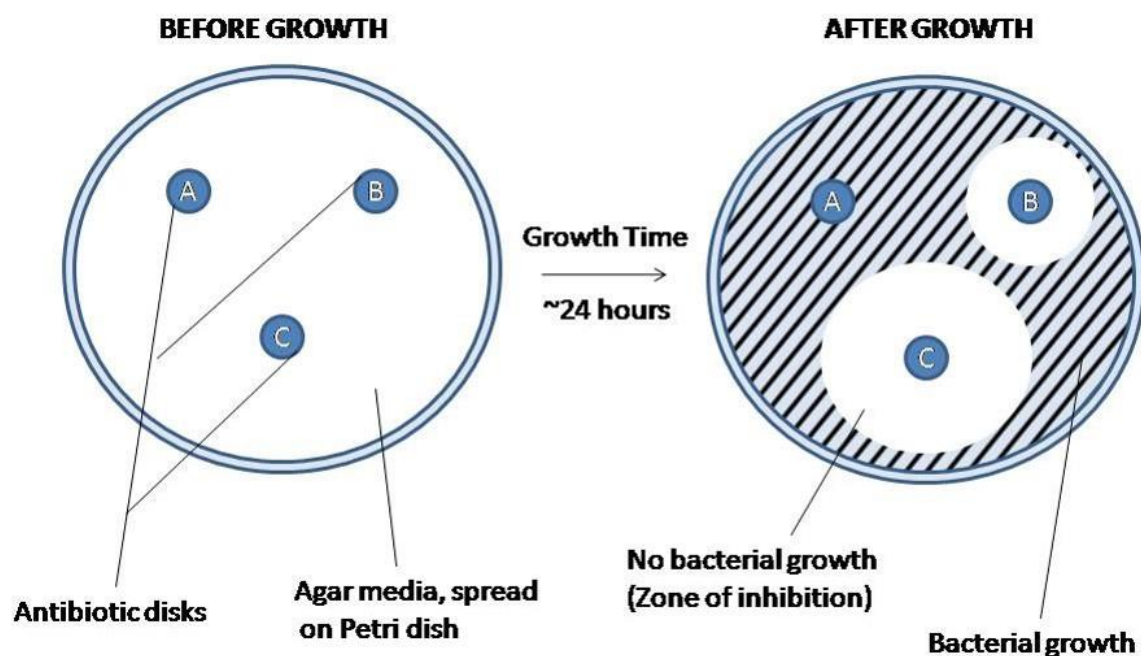 BEFORE GROWTH
AFTER GROWTH
A
B
C
Growth Time
~24 hours
A
B
C
Antibiotic disks
Agar media, spread
on Petri dish
No bacterial growth
(Zone of inhibition)
Bacterial growth